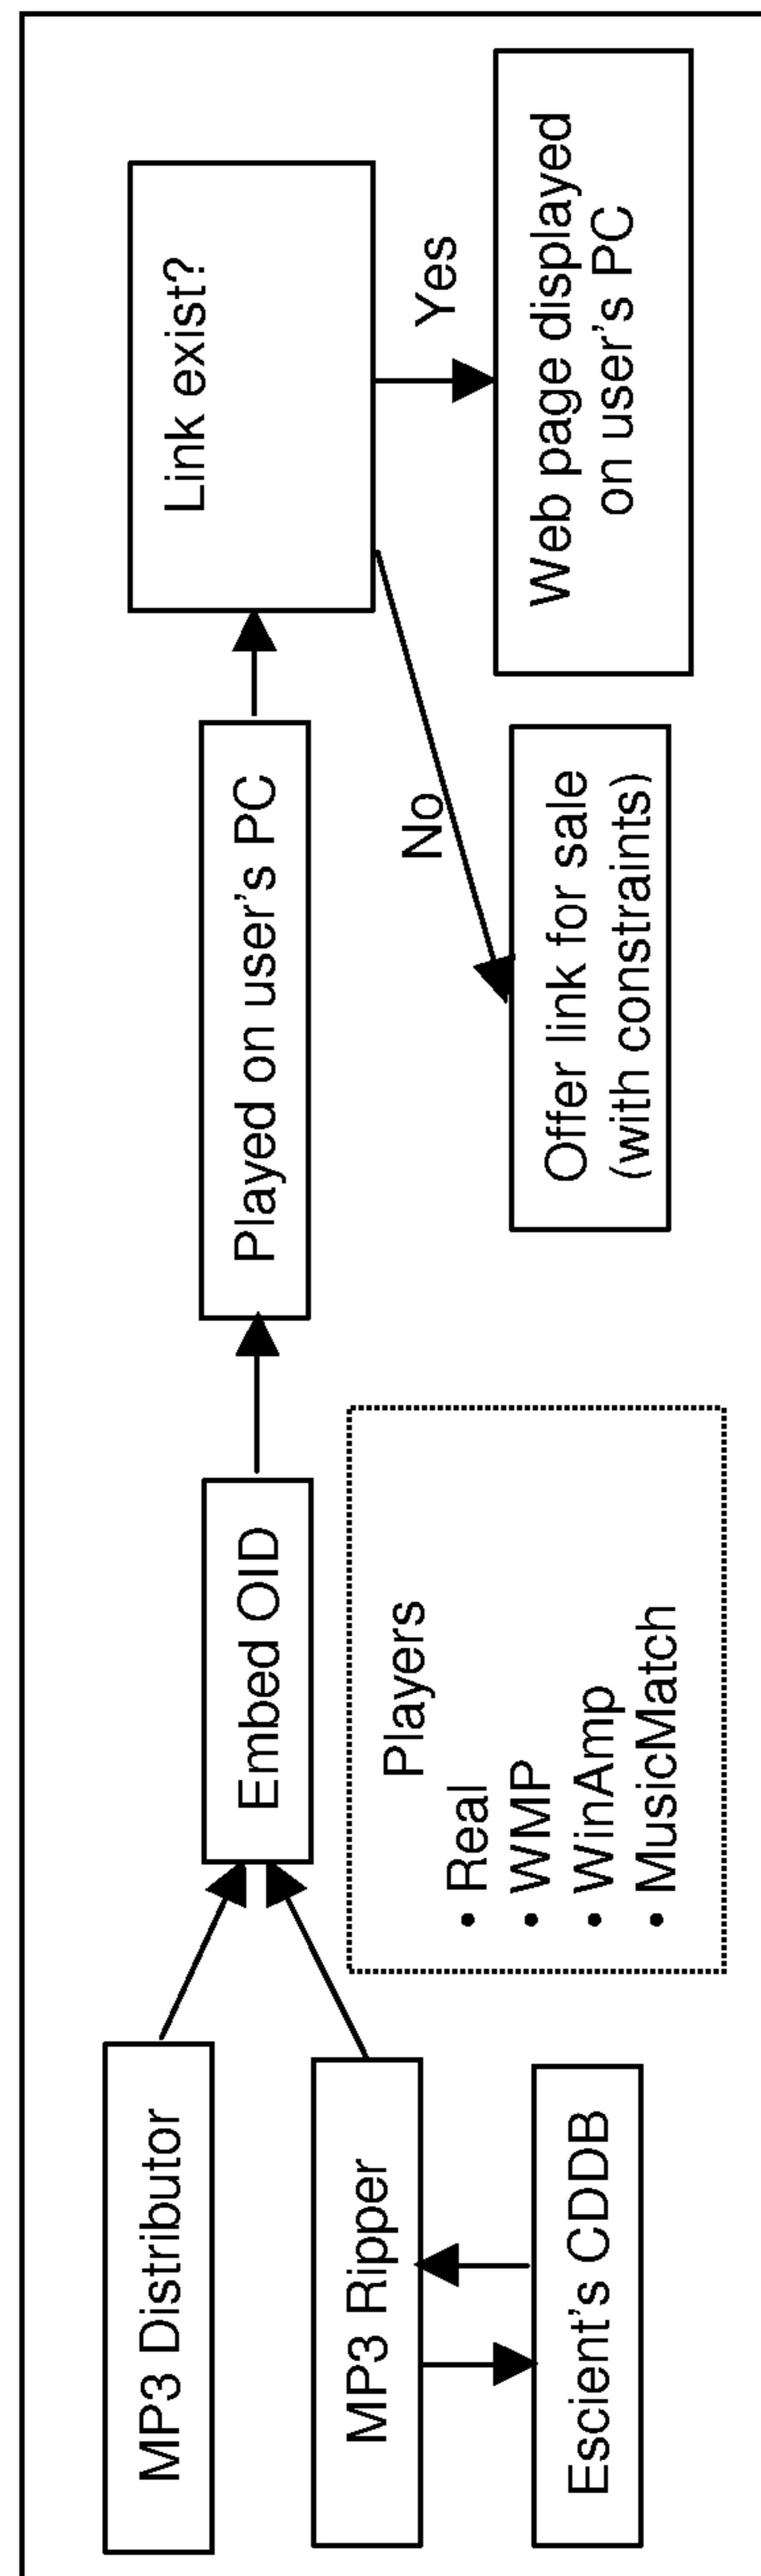 MP3 Distributor
MP3 Ripper
Escient's CDDB
Embed OID
Players
• Real
• WMP
• WinAmp
• MusicMatch
Played on user's PC
Link exist?
No
Yes
Offer link for sale
(with constraints)
Web page displayed
on user's PC